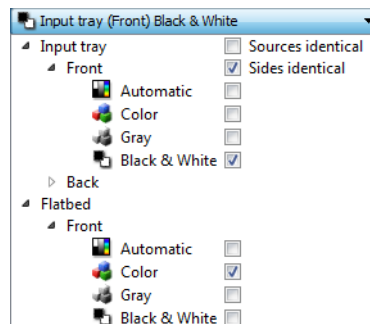 Input tray (Front) Black & White
Input tray Sources identical
Front Sides identical
Automatic
Color
Gray
Black & White
Back
Flatbed
Front
Automatic
Color
Gray
Black & White